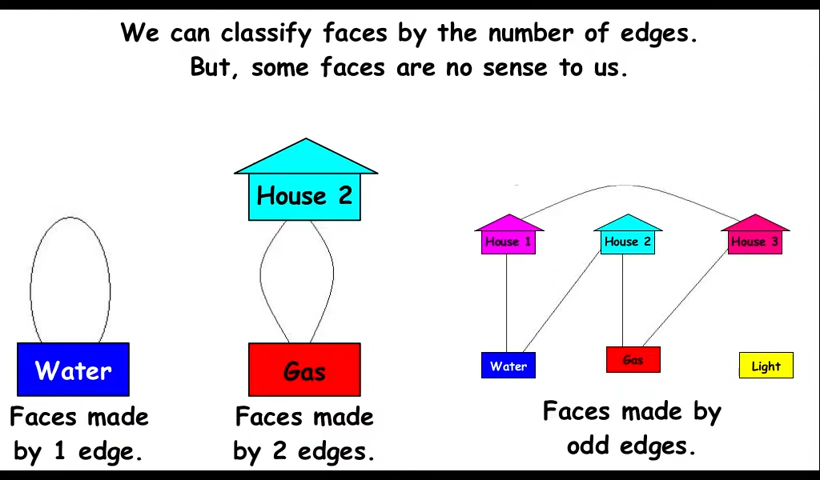 We can classify faces by the number of edges.
But, some faces are no sense to us.
House 2
House 1
House 2
House 3
Water
Gas
Water
Gas
Light
Faces made
by 1 edge.
Faces made
by 2 edges.
Faces made by
odd edges.